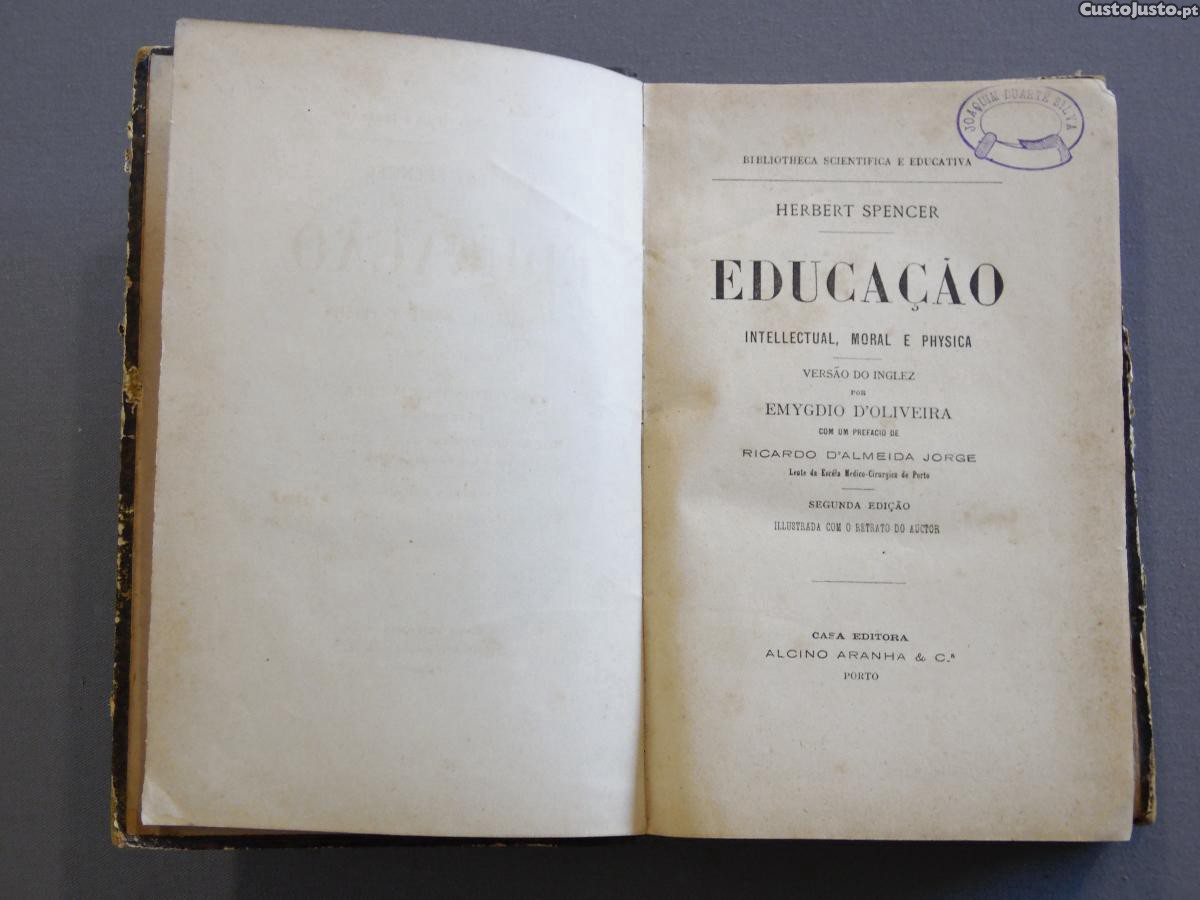 CustoJusto.pt
JOAQUIM DUARTE SILVA
BIBLIOTHECA SCIENTIFICA E EDUCATIVA
HERBERT SPENCER
EDUCAÇÃO
INTELLECTUAL, MORAL E PHYSICA
VERSÃO DO INGLEZ
POR
EMYGDIO D'OLIVEIRA
COM UM PREFACIO DE
RICARDO D'ALMEIDA JORGE
Lente da Escóla Medico-Cirurgica do Porto
SEGUNDA EDIÇÃO
ILLUSTRADA COM O RETRATO DO AUCTOR
CASA EDITORA
ALCINO ARANHA & C.ª
PORTO